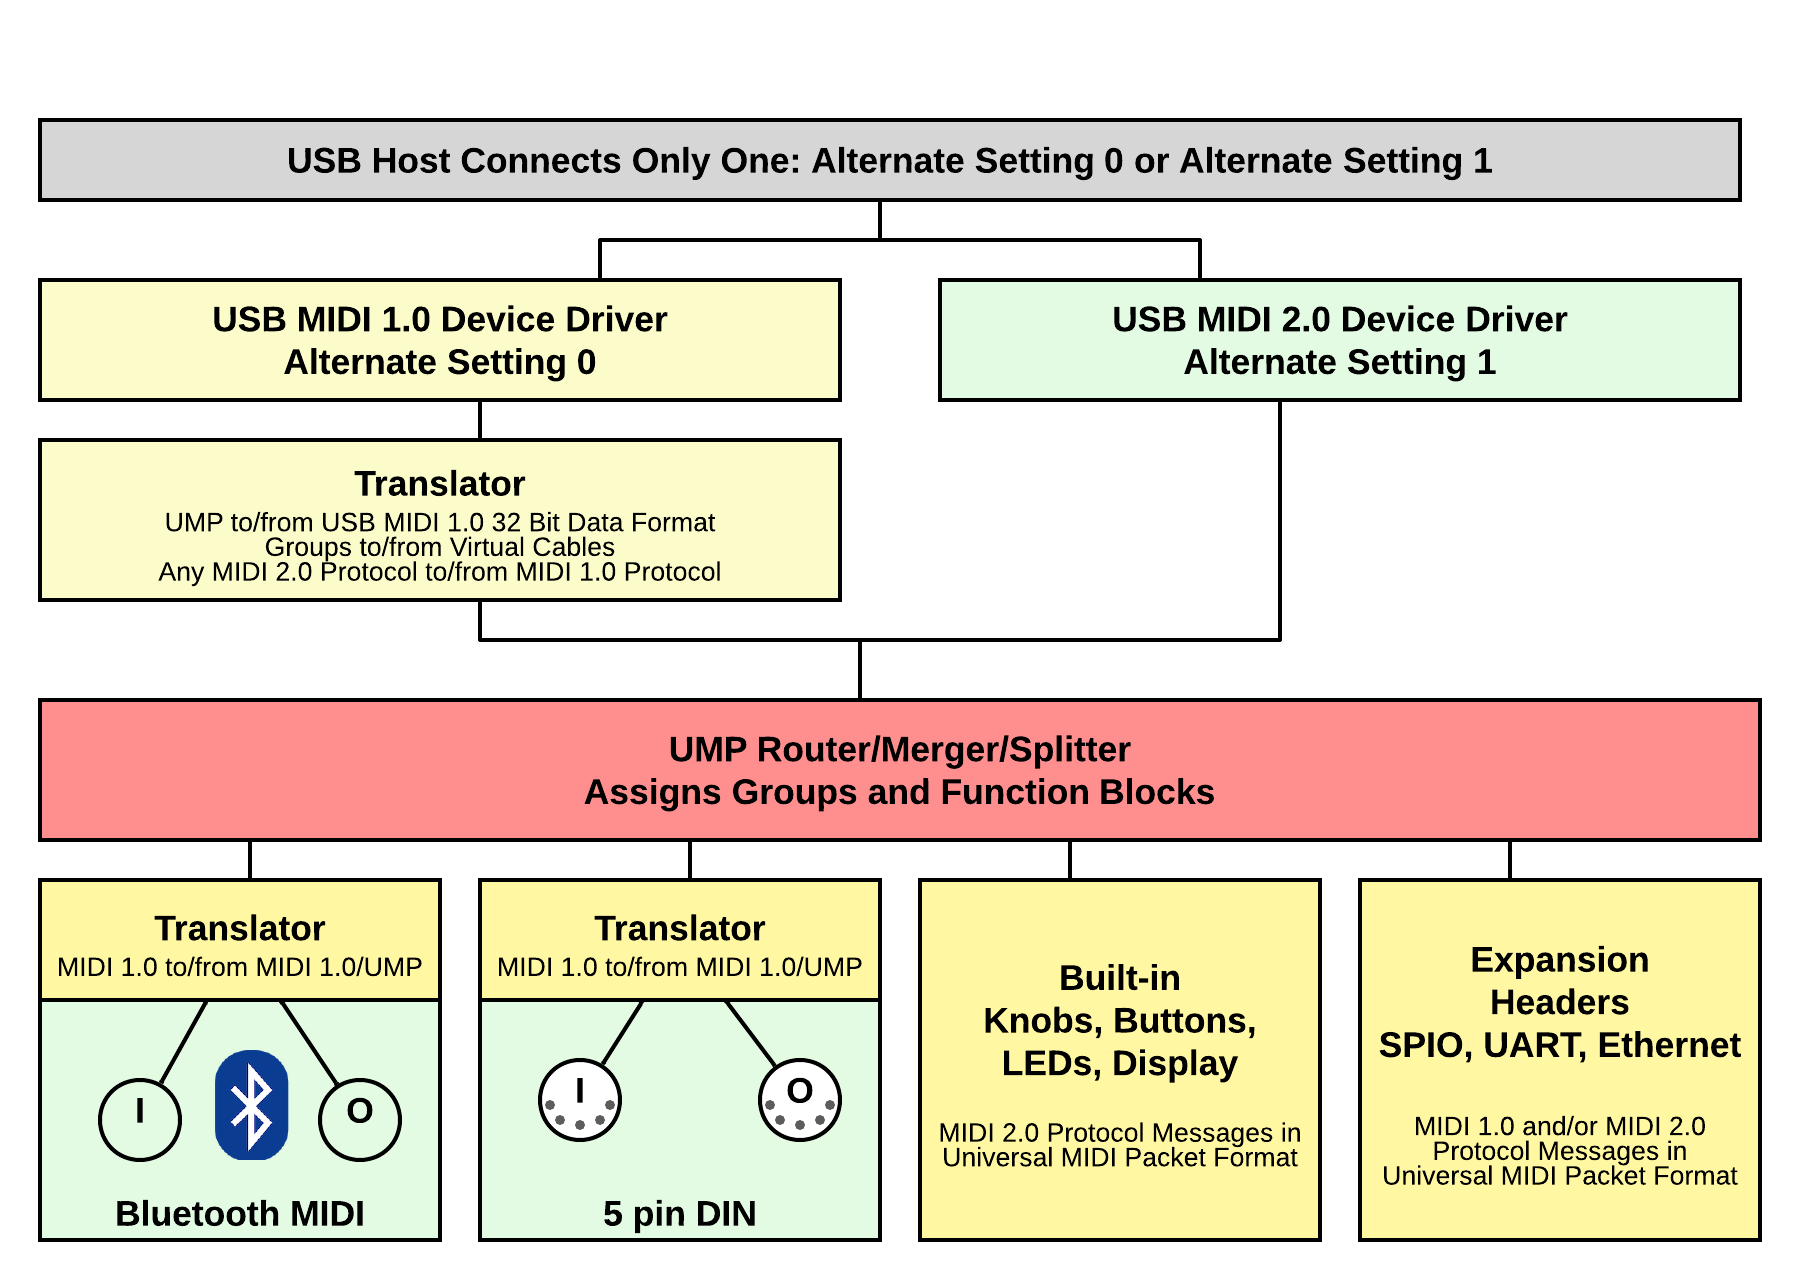 USB Host Connects Only One: Alternate Setting 0 or Alternate Setting 1
USB MIDI 1.0 Device Driver
Alternate Setting 0
USB MIDI 2.0 Device Driver
Alternate Setting 1
Translator
UMP to/from USB MIDI 1.0 32 Bit Data Format
Groups to/from Virtual Cables
Any MIDI 2.0 Protocol to/from MIDI 1.0 Protocol
UMP Router/Merger/Splitter
Assigns Groups and Function Blocks
Translator
MIDI 1.0 to/from MIDI 1.0/UMP
I
O
Bluetooth MIDI
Translator
MIDI 1.0 to/from MIDI 1.0/UMP
I
O
5 pin DIN
Built-in
Knobs, Buttons,
LEDs, Display
MIDI 2.0 Protocol Messages in
Universal MIDI Packet Format
Expansion
Headers
SPIO, UART, Ethernet
MIDI 1.0 and/or MIDI 2.0
Protocol Messages in
Universal MIDI Packet Format